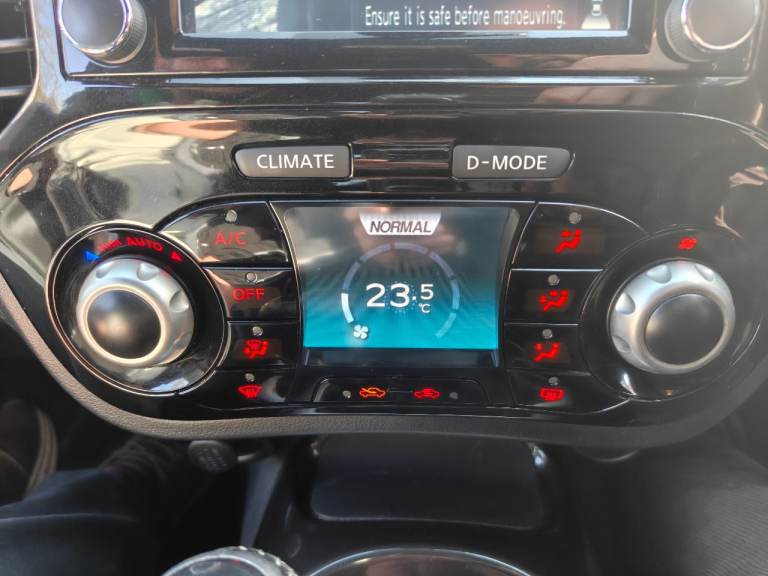 Ensure it is safe before manoeuvring.
CLIMATE
D-MODE
NORMAL
AUTO
A/C
OFF
23.5
°C